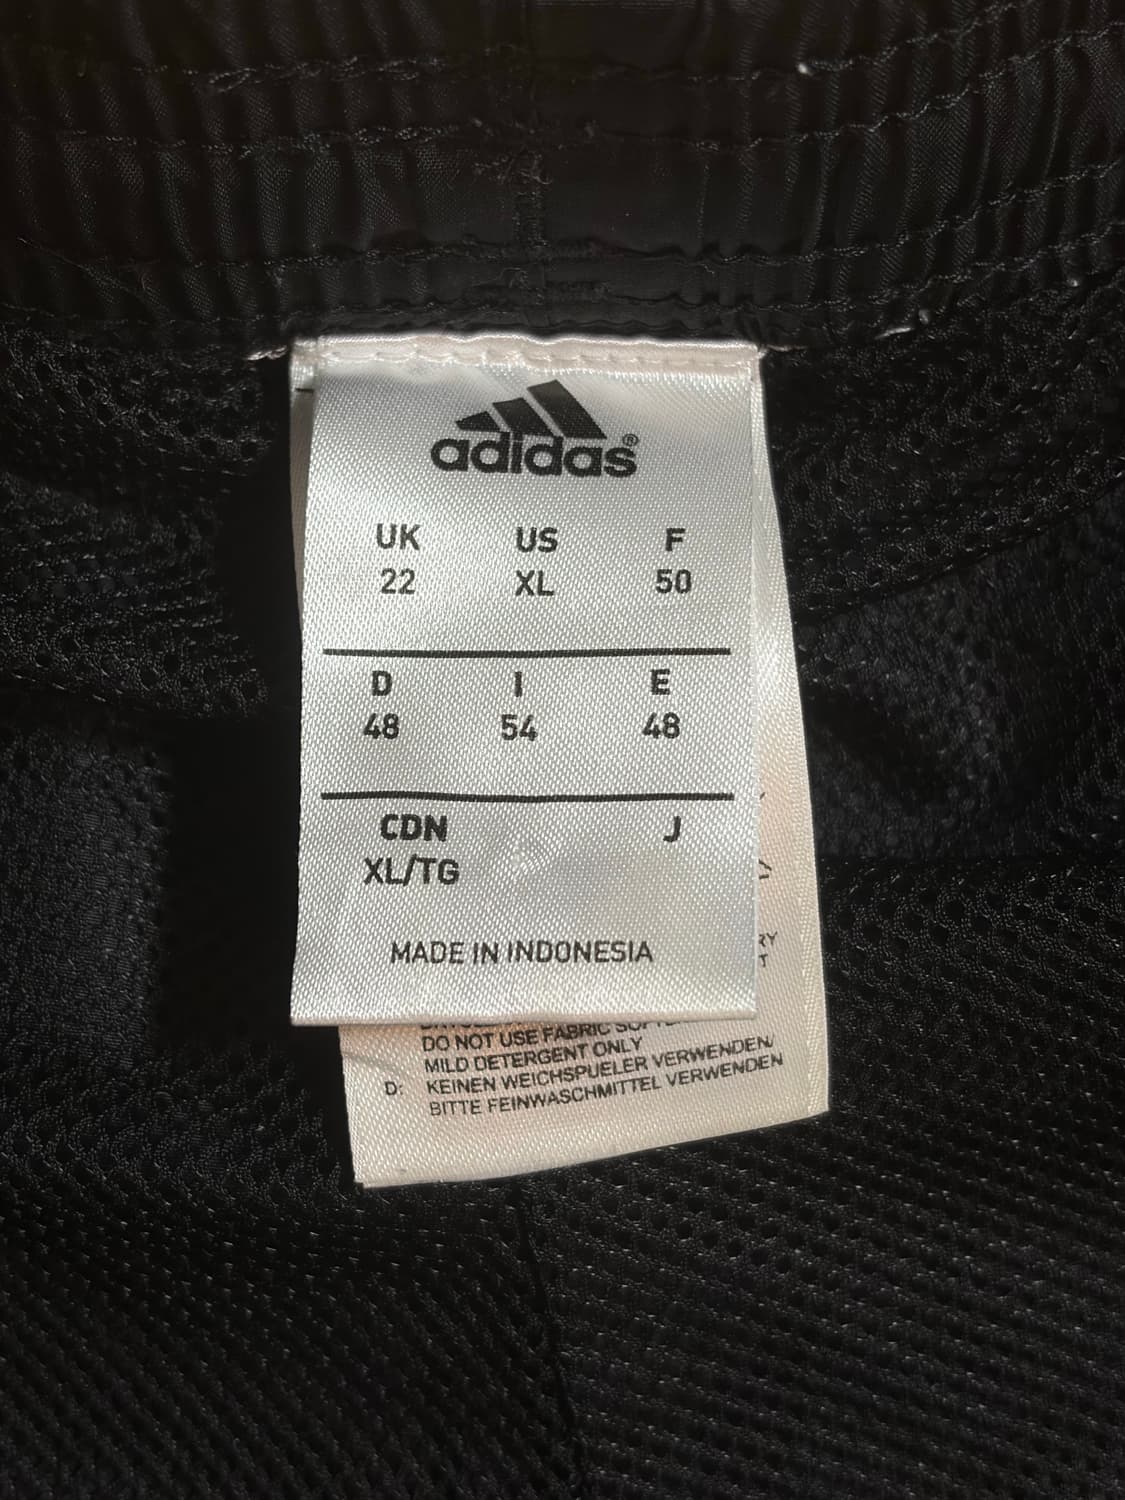 adidas®
UK US F
22 XL 50
D I E
48 54 48
CDN J
XL/TG
MADE IN INDONESIA
RY
T
DO NOT USE FABRIC
MILD DETERGENT ONLY
D: KEINEN WEICHSPUELER VERWENDEN/
BITTE FEINWASCHMITTEL VERWENDEN